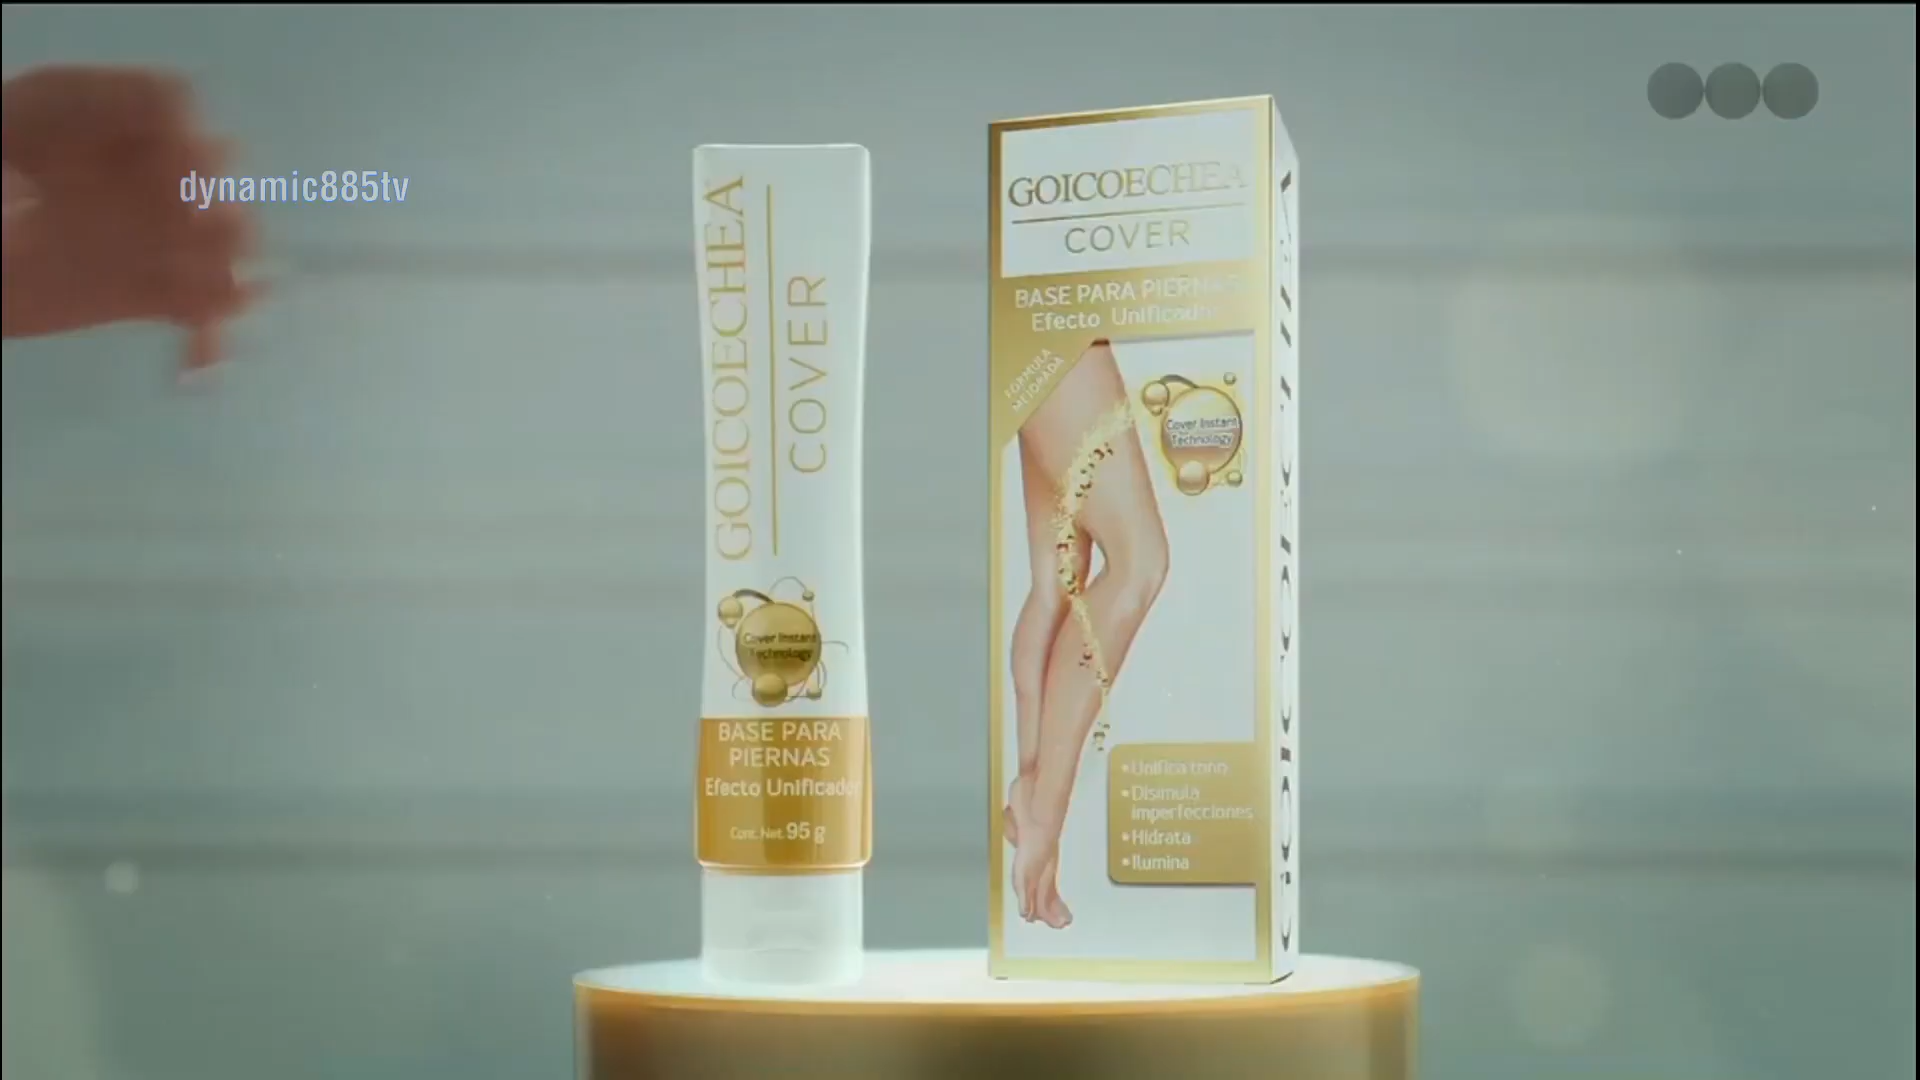 dynamic885tv
GOICOECHEA
COVER
Cover Instant
Technology
BASE PARA
PIERNAS
Efecto Unificador
Cont. Net. 95 g
GOICOECHEA
COVER
BASE PARA PIERNAS
Efecto Unificador
FÓRMULA
MEJORADA
Cover Instant
Technology
• Unifica tono
• Disimula
imperfecciones
• Hidrata
• Ilumina
GOICOECHEA